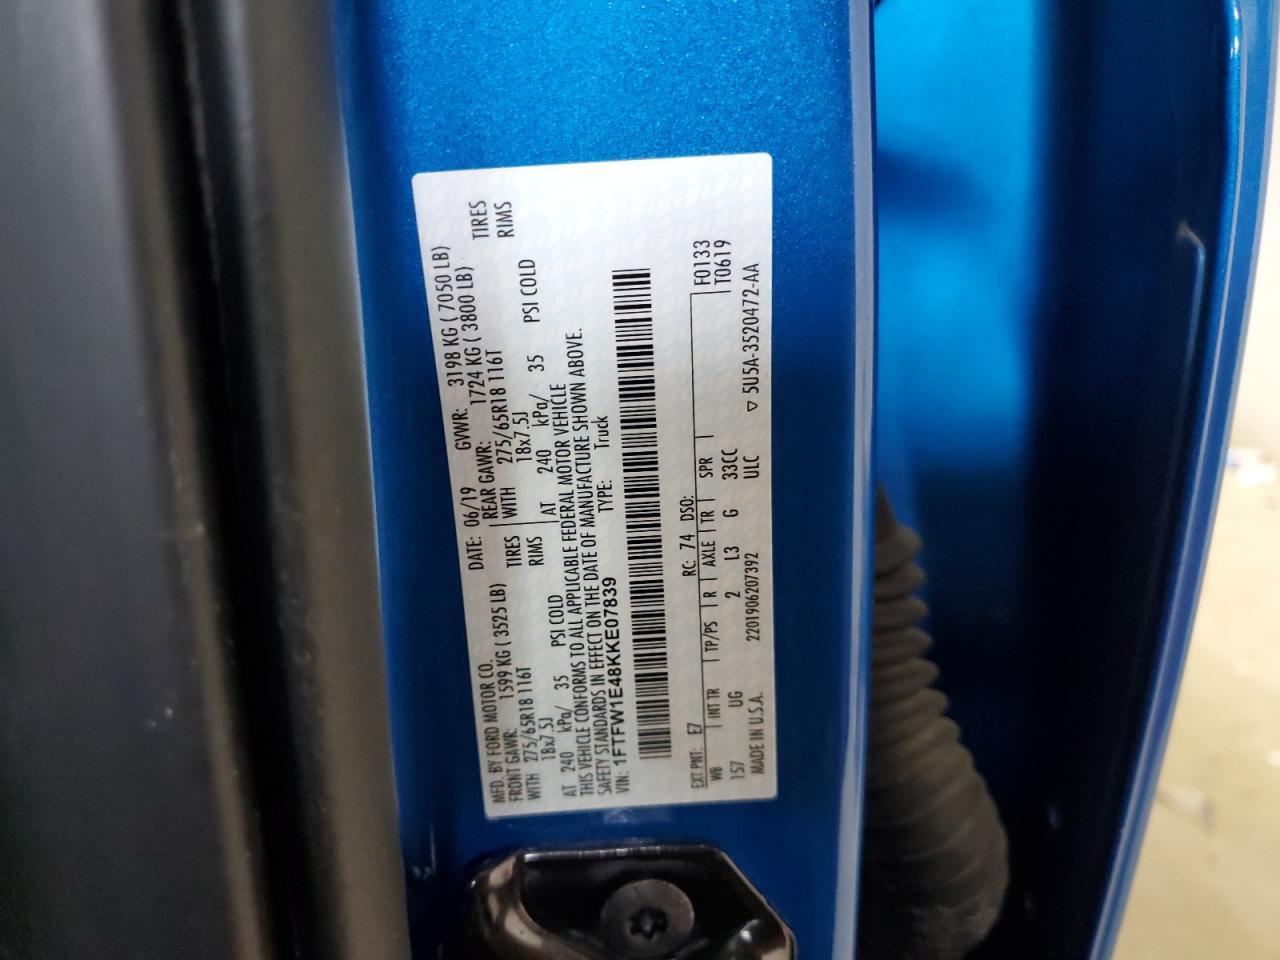 MFD. BY FORD MOTOR CO. DATE: 06/19 GVWR: 3198 KG ( 7050 LB)
FRONT GAWR: 1599 KG ( 3525 LB) REAR GAWR: 1724 KG ( 3800 LB)
WITH 275/65R18 116T TIRES WITH 275/65R18 116T TIRES
18x7.5J RIMS 18x7.5J RIMS
AT 240 kPa/ 35 PSI COLD AT 240 kPa/ 35 PSI COLD
THIS VEHICLE CONFORMS TO ALL APPLICABLE FEDERAL MOTOR VEHICLE
SAFETY STANDARDS IN EFFECT ON THE DATE OF MANUFACTURE SHOWN ABOVE.
VIN: 1FTFW1E48KKE07839 TYPE: Truck
EXT PNT: E7 RC: 74 DSO: F0133
WB INT TR TP/PS R AXLE TR SPR T0619
157 UG 2 L3 G 33CC
ULC
MADE IN U.S.A. 2201906207392 ▽ 5U5A-3520472-AA